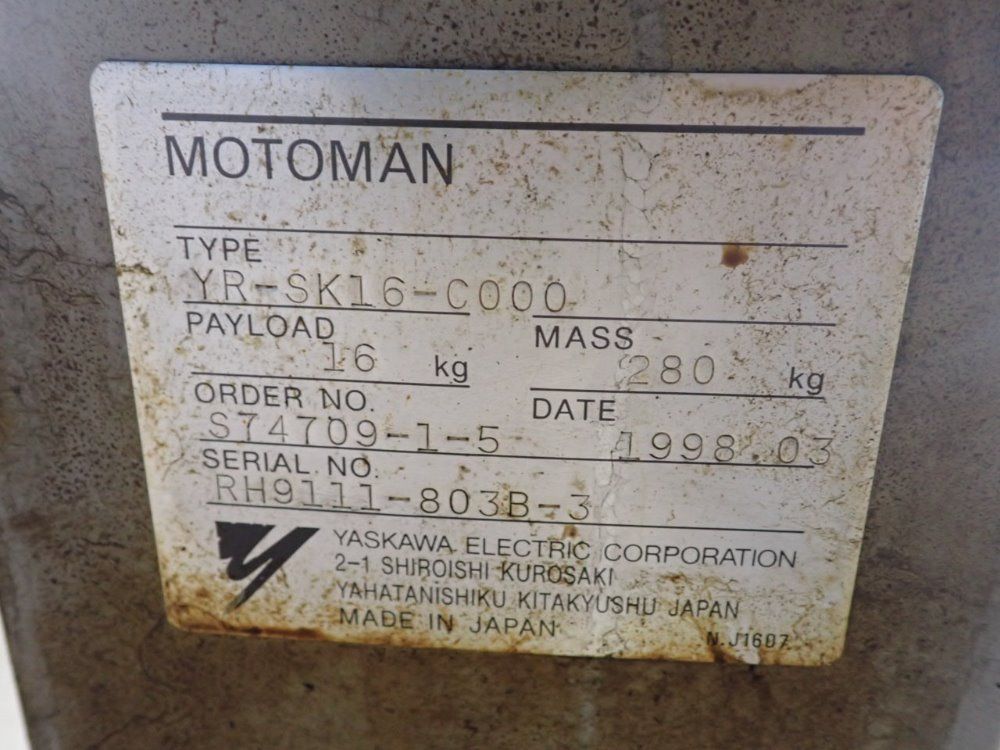 MOTOMAN
TYPE
YR-SK16-C000
PAYLOAD 16 kg
MASS 280 kg
ORDER NO. S74709-1-5
DATE 1998.03
SERIAL NO.
RH9111-803B-3
YASKAWA ELECTRIC CORPORATION
2-1 SHIROISHI KUROSAKI
YAHATANISHIKU KITAKYUSHU JAPAN
MADE IN JAPAN
N.J1607